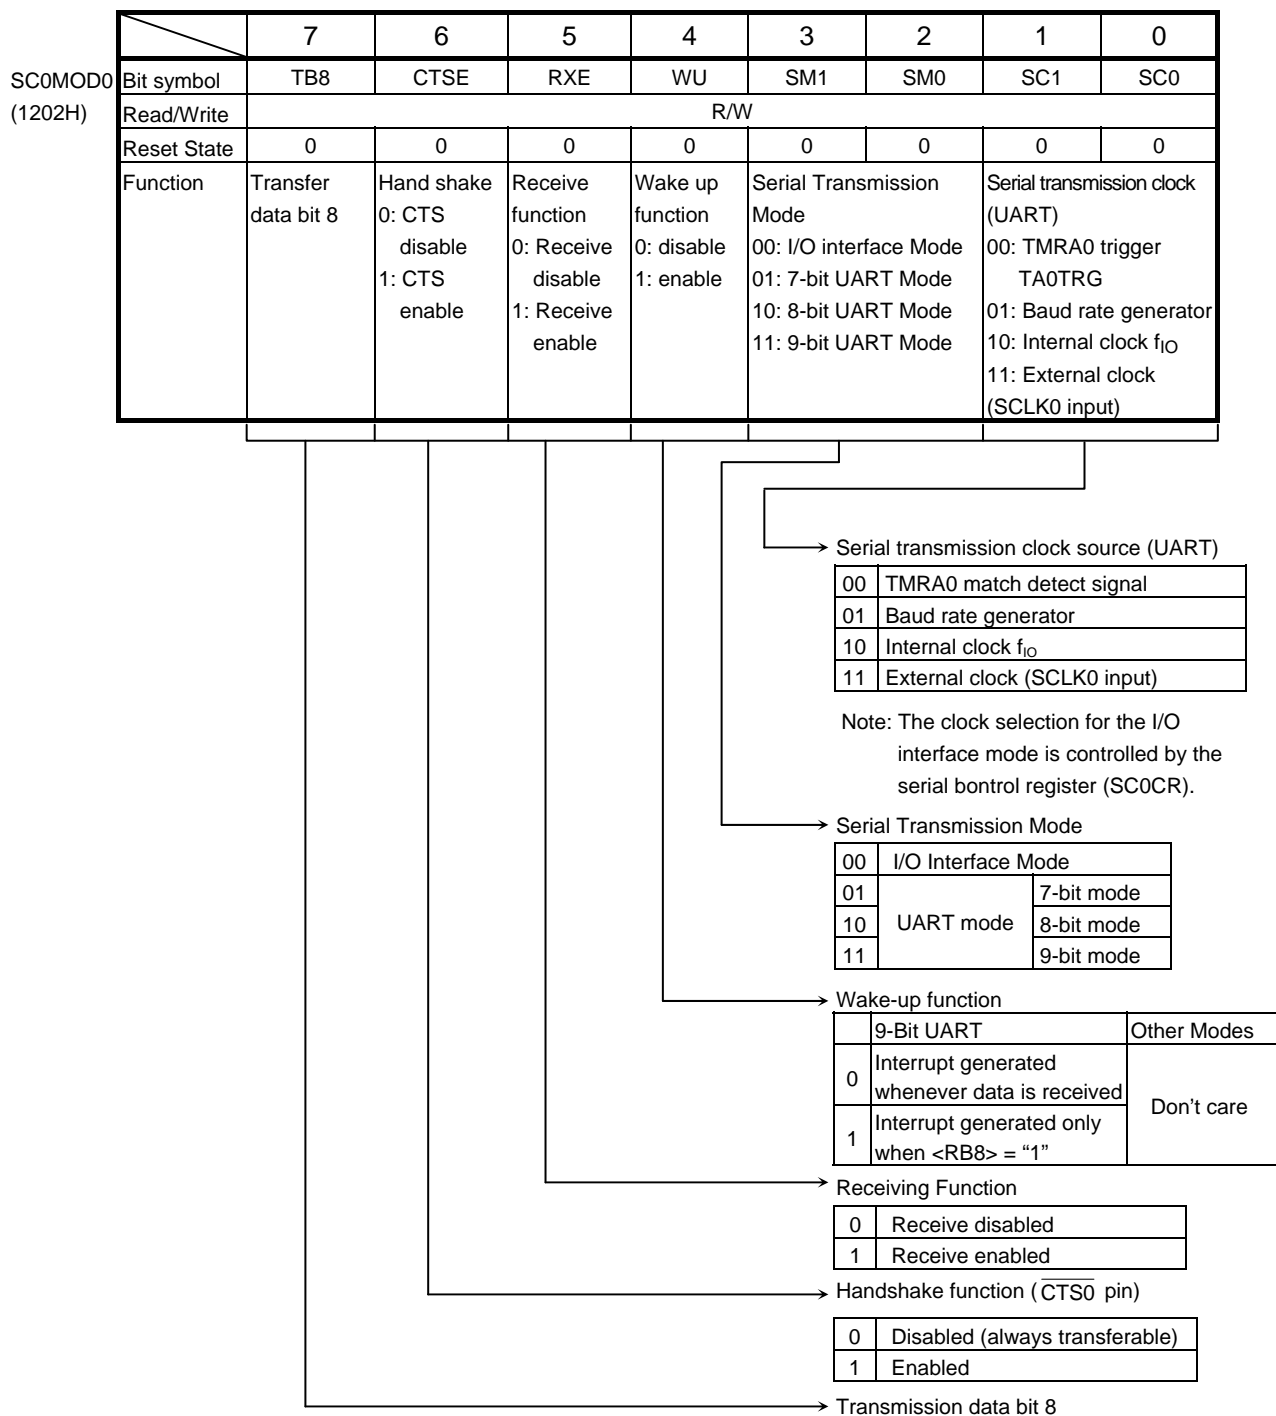 7 6 5 4 3 2 1 0
SC0MOD0 Bit symbol TB8 CTSE RXE WU SM1 SM0 SC1 SC0
(1202H) Read/Write R/W
Reset State 0 0 0 0 0 0 0 0
Function Transfer Hand shake Receive Wake up Serial Transmission Serial transmission clock
data bit 8 0: CTS function function Mode (UART)
disable 0: Receive 0: disable 00: I/O interface Mode 00: TMRA0 trigger
1: CTS disable 1: enable 01: 7-bit UART Mode TA0TRG
enable 1: Receive 10: 8-bit UART Mode 01: Baud rate generator
enable 11: 9-bit UART Mode 10: Internal clock fIO
11: External clock
(SCLK0 input)
Serial transmission clock source (UART)
00 TMRA0 match detect signal
01 Baud rate generator
10 Internal clock fIO
11 External clock (SCLK0 input)
Note: The clock selection for the I/O
interface mode is controlled by the
serial bontrol register (SC0CR).
Serial Transmission Mode
00 I/O Interface Mode
01 7-bit mode
10 UART mode 8-bit mode
11 9-bit mode
Wake-up function
9-Bit UART Other Modes
0 Interrupt generated
whenever data is received
Don't care
1 Interrupt generated only
when <RB8> = “1”
Receiving Function
0 Receive disabled
1 Receive enabled
Handshake function ( CTS0 pin)
0 Disabled (always transferable)
1 Enabled
Transmission data bit 8